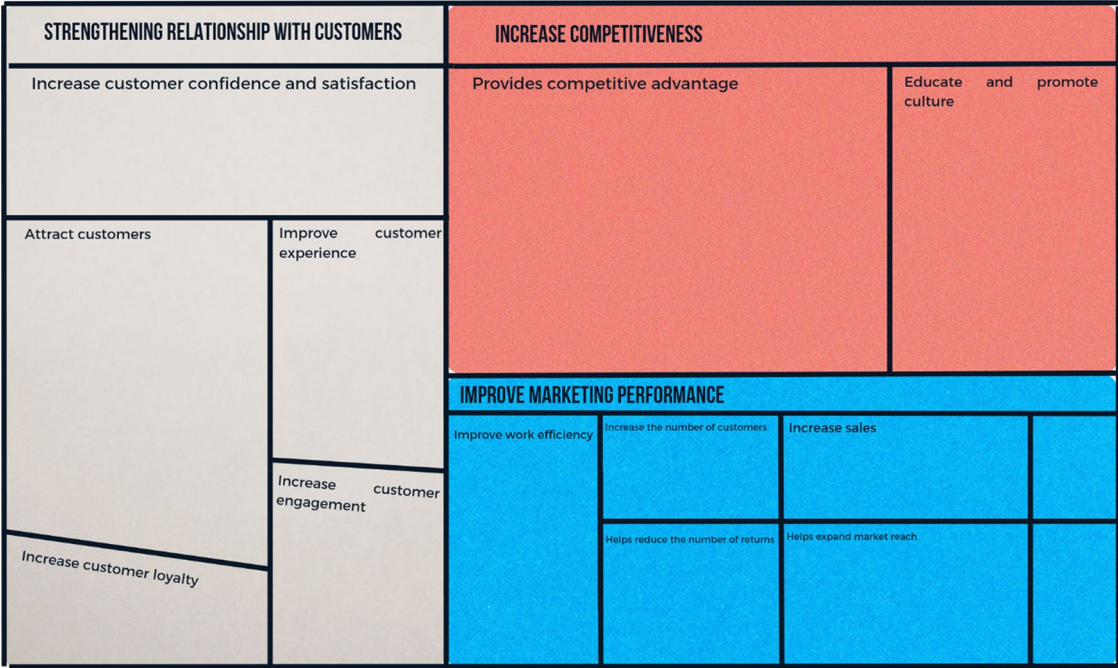 STRENGTHENING RELATIONSHIP WITH CUSTOMERS
Increase customer confidence and satisfaction
Attract customers
Improve customer
experience
Increase customer
engagement
Increase customer loyalty
INCREASE COMPETITIVENESS
Provides competitive advantage
Educate and promote
culture
IMPROVE MARKETING PERFORMANCE
Improve work efficiency
Increase the number of customers
Increase sales
Helps reduce the number of returns
Helps expand market reach